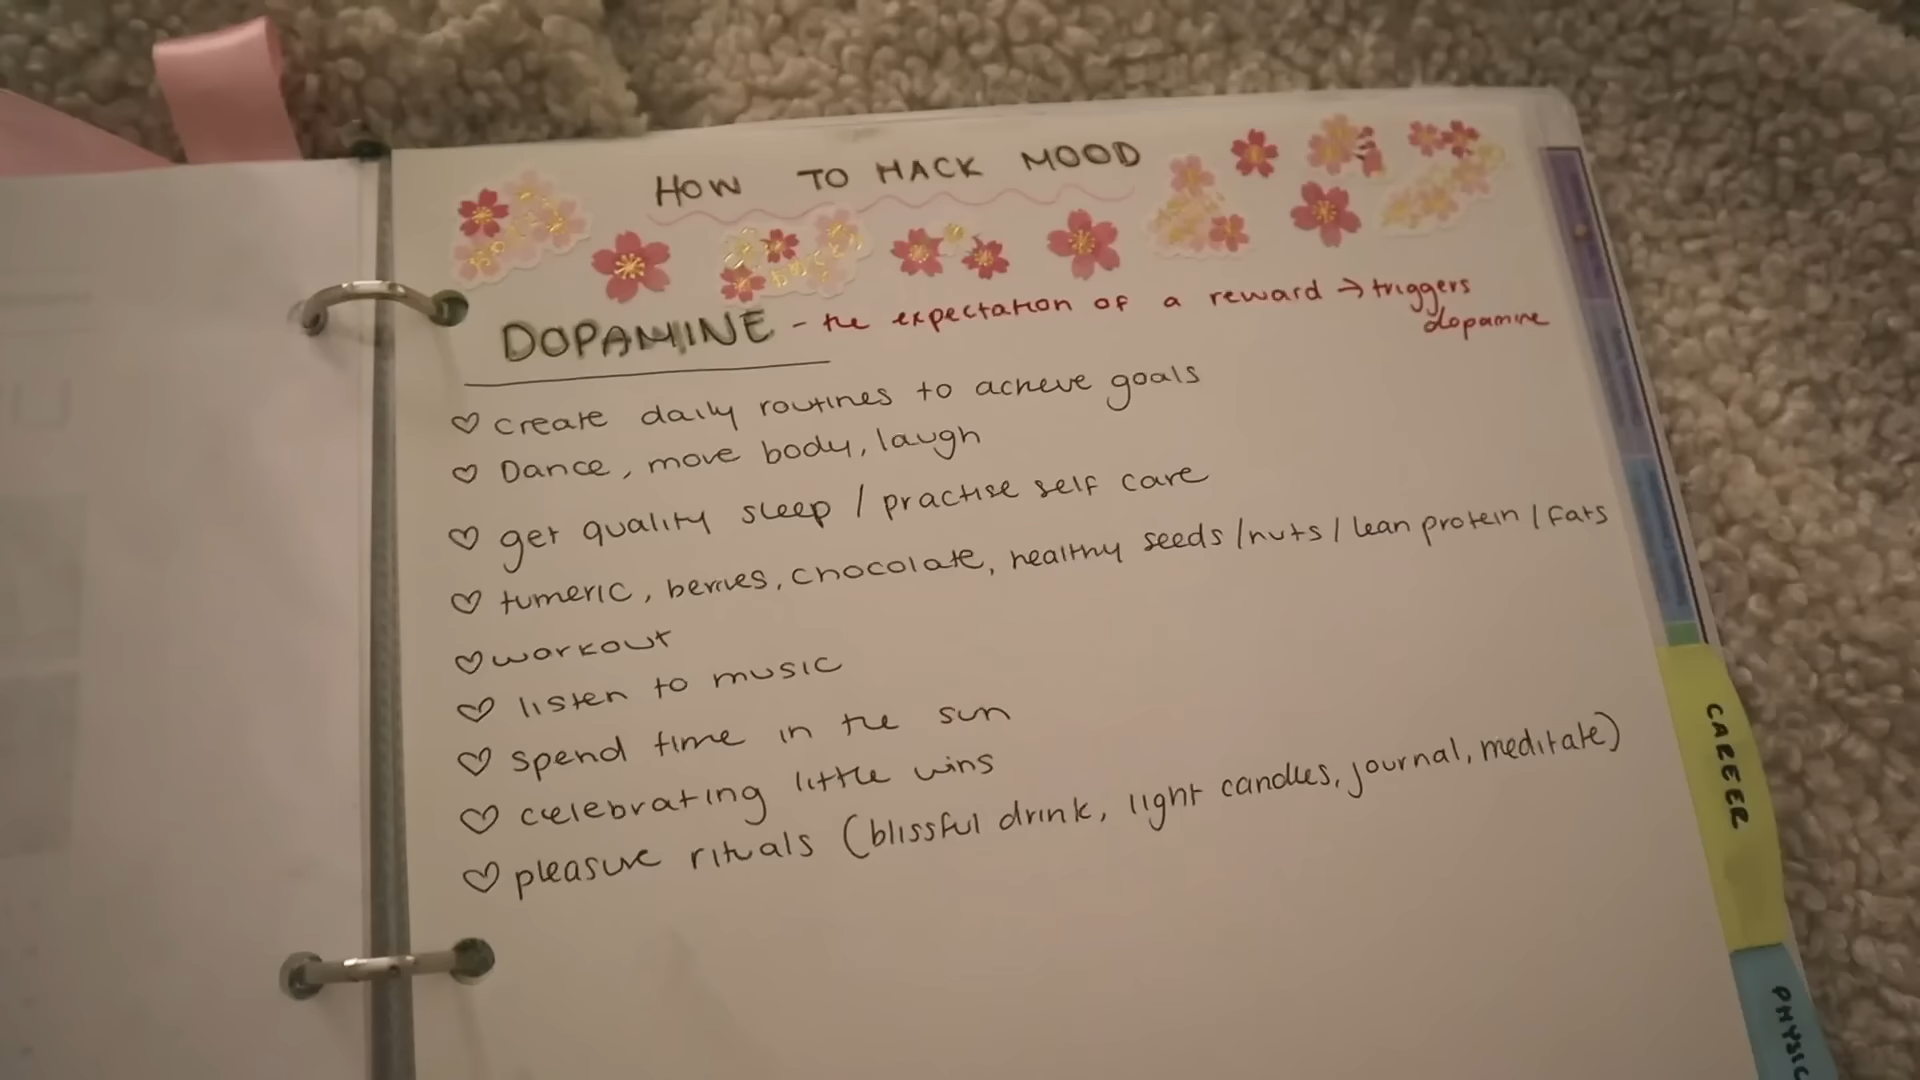 HOW TO HACK MOOD
DOPAMINE - the expectation of a reward → triggers
dopamine
♡ create daily routines to acheve goals
♡ Dance, move body, laugh
♡ get quality sleep / practise self care
♡ tumeric, berries, chocolate, healthy seeds / nuts / lean protein / fats
♡ workout
♡ listen to music
♡ spend time in the sun
♡ celebrating little wins
♡ pleasure rituals (blissful drink, light candles, journal, meditate)
CAREER
PHYSIC